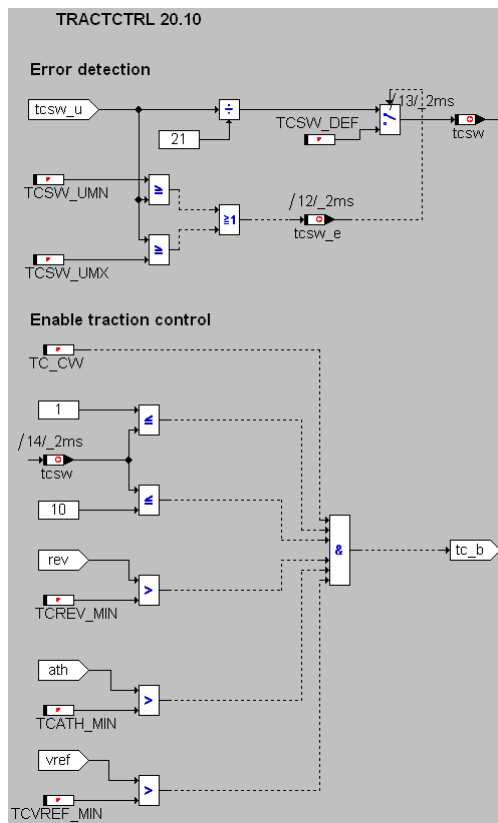 TRACTCTRL 20.10
Error detection
tcsw_u
÷
21
TCSW_DEF
/13/_2ms
tcsw
TCSW_UMN
≥
≥1
/12/_2ms
tcsw_e
≥
TCSW_UMX
Enable traction control
TC_CW
1
≤
/14/_2ms
tcsw
10
≤
&
tc_b
rev
>
TCREV_MIN
ath
>
TCATH_MIN
vref
>
TCVREF_MIN